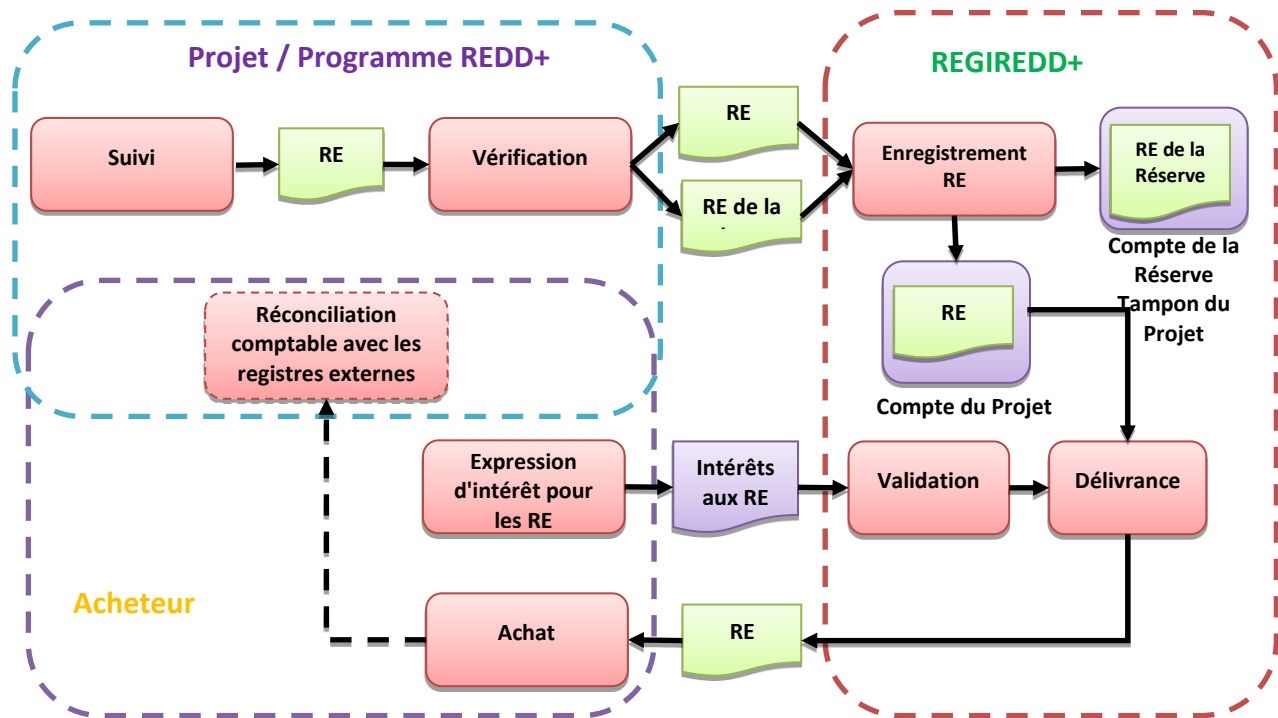 Projet / Programme REDD+
REGIREDD+
Suivi
RE
Vérification
RE
RE de la
Enregistrement
RE
RE de la
Réserve
Compte de la
Réserve
Tampon du
Projet
RE
Compte du Projet
Réconciliation
comptable avec les
registres externes
Expression
d'intérêt pour
les RE
Intérêts
aux RE
Validation
Délivrance
Acheteur
Achat
RE